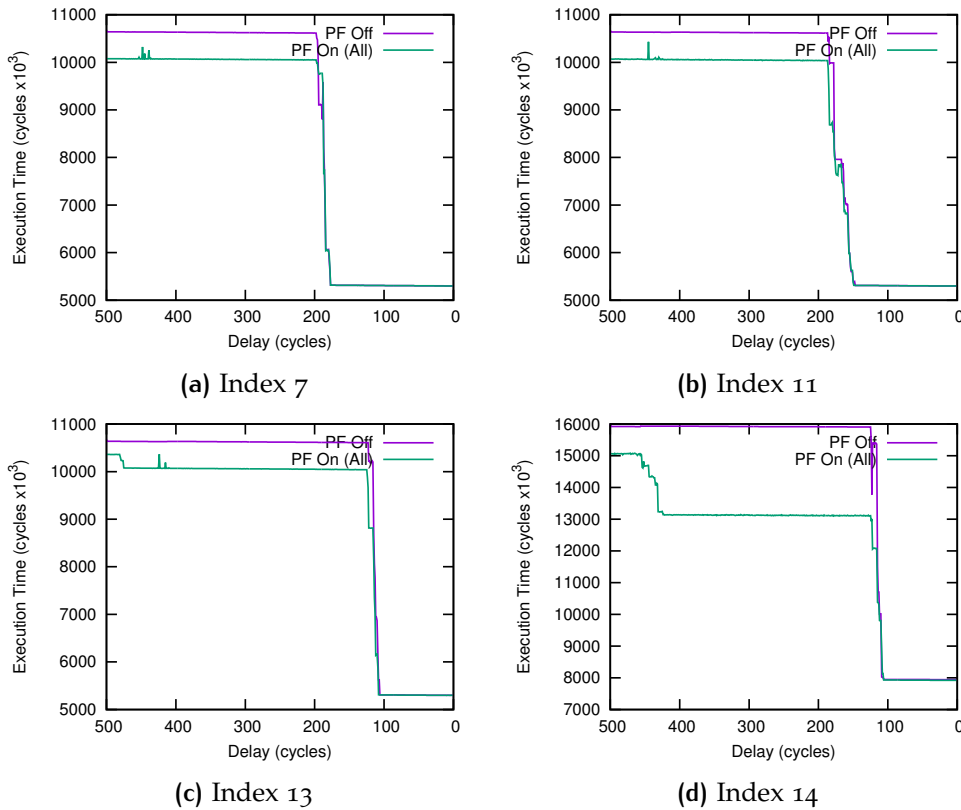 11000
10000
9000
8000
7000
6000
5000
500 400 300 200 100 0
Execution Time (cycles x10³)
Delay (cycles)
PF Off
PF On (All)
(a) Index 7
11000
10000
9000
8000
7000
6000
5000
500 400 300 200 100 0
Execution Time (cycles x10³)
Delay (cycles)
PF Off
PF On (All)
(b) Index 11
11000
10000
9000
8000
7000
6000
5000
500 400 300 200 100 0
Execution Time (cycles x10³)
Delay (cycles)
PF Off
PF On (All)
(c) Index 13
16000
15000
14000
13000
12000
11000
10000
9000
8000
7000
500 400 300 200 100 0
Execution Time (cycles x10³)
Delay (cycles)
PF Off
PF On (All)
(d) Index 14